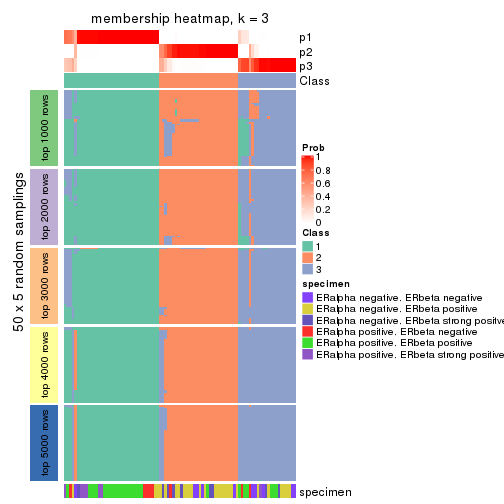 membership heatmap, k = 3
p1
p2
p3
Class
50 x 5 random samplings
top 1000 rows
top 2000 rows
top 3000 rows
top 4000 rows
top 5000 rows
Prob
1
0.8
0.6
0.4
0.2
0
Class
1
2
3
specimen
ERalpha negative. ERbeta negative
ERalpha negative. ERbeta positive
ERalpha negative. ERbeta strong positive
ERalpha positive. ERbeta negative
ERalpha positive. ERbeta positive
ERalpha positive. ERbeta strong positive
specimen